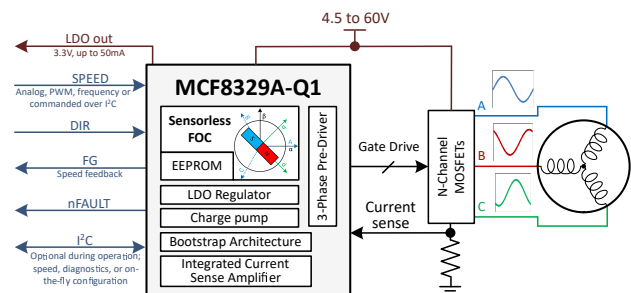 4.5 to 60V
LDO out
3.3V, up to 50mA
SPEED
Analog, PWM, frequency or
commanded over I²C
DIR
FG
Speed feedback
nFAULT
I²C
Optional during operation;
speed, diagnostics, or on-
the-fly configuration
MCF8329A-Q1
Sensorless
FOC
EEPROM
LDO Regulator
Charge pump
Bootstrap Architecture
Integrated Current
Sense Amplifier
3-Phase Pre-Driver
Gate Drive
Current
sense
N-Channel
MOSFETs
A
B
C